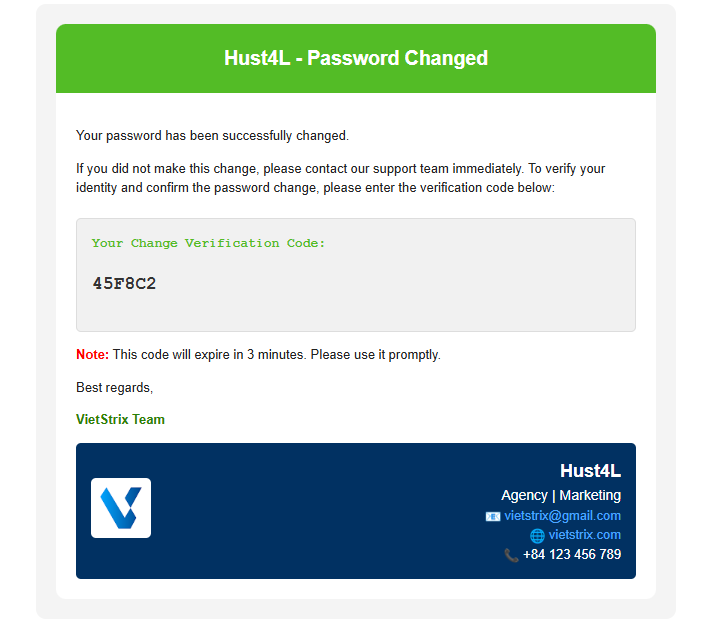 Hust4L - Password Changed
Your password has been successfully changed.
If you did not make this change, please contact our support team immediately. To verify your
identity and confirm the password change, please enter the verification code below:
Your Change Verification Code:
45F8C2
Note: This code will expire in 3 minutes. Please use it promptly.
Best regards,
VietStrix Team
Hust4L
Agency | Marketing
📧 vietstrix@gmail.com
🌐 vietstrix.com
📞 +84 123 456 789